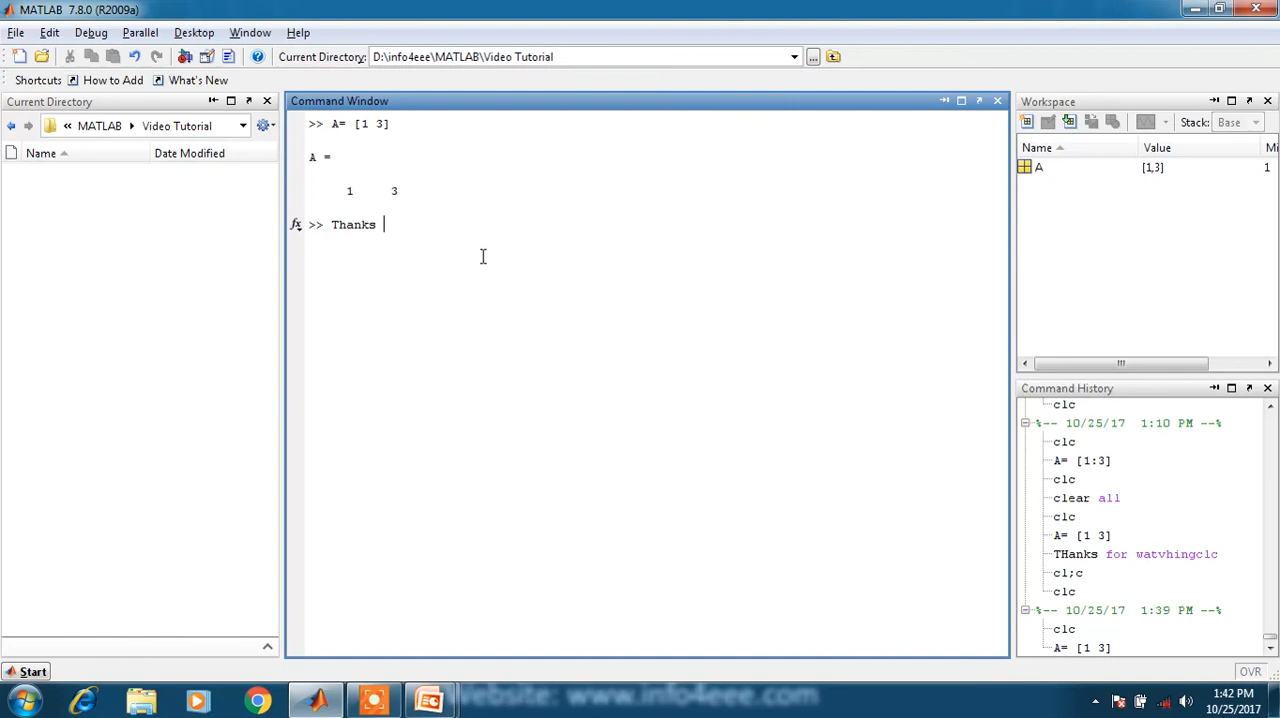 MATLAB 7.8.0 (R2009a)
File Edit Debug Parallel Desktop Window Help
Current Directory: D:\info4eee\MATLAB\Video Tutorial ...
Shortcuts How to Add What's New
Current Directory
« MATLAB Video Tutorial
Name Date Modified
Command Window
>> A= [1 3]
A =
1 3
fx >> Thanks
Workspace
Stack: Base
Name Value Mi
A [1,3] 1
Command History
clc
%-- 10/25/17 1:10 PM --%
clc
A= [1:3]
clc
clear all
clc
A= [1 3]
THanks for watvhingclc
cl;c
clc
%-- 10/25/17 1:39 PM --%
clc
A= [1 3]
Start
OVR
Website: www.info4eee.com
1:42 PM
10/25/2017